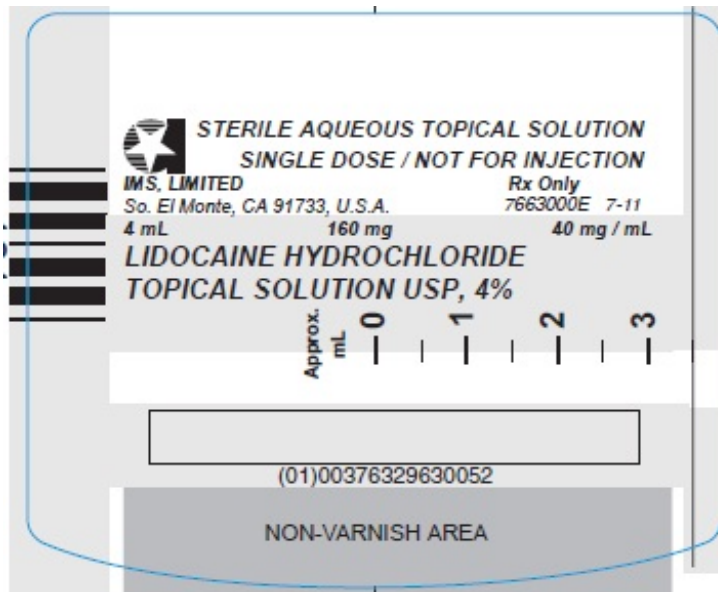 STERILE AQUEOUS TOPICAL SOLUTION
SINGLE DOSE / NOT FOR INJECTION
IMS, LIMITED Rx Only
So. El Monte, CA 91733, U.S.A. 7663000E 7-11
4 mL 160 mg 40 mg / mL
LIDOCAINE HYDROCHLORIDE
TOPICAL SOLUTION USP, 4%
Approx. mL 0 1 2 3
(01)00376329630052
NON-VARNISH AREA